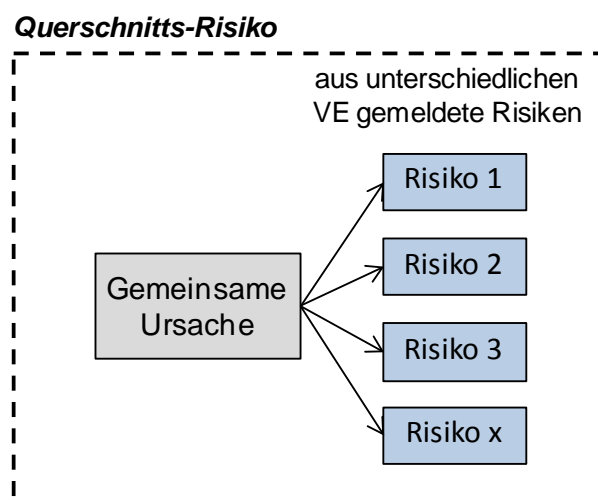 Querschnitts-Risiko
aus unterschiedlichen
VE gemeldete Risiken
Risiko 1
Risiko 2
Gemeinsame
Ursache
Risiko 3
Risiko x